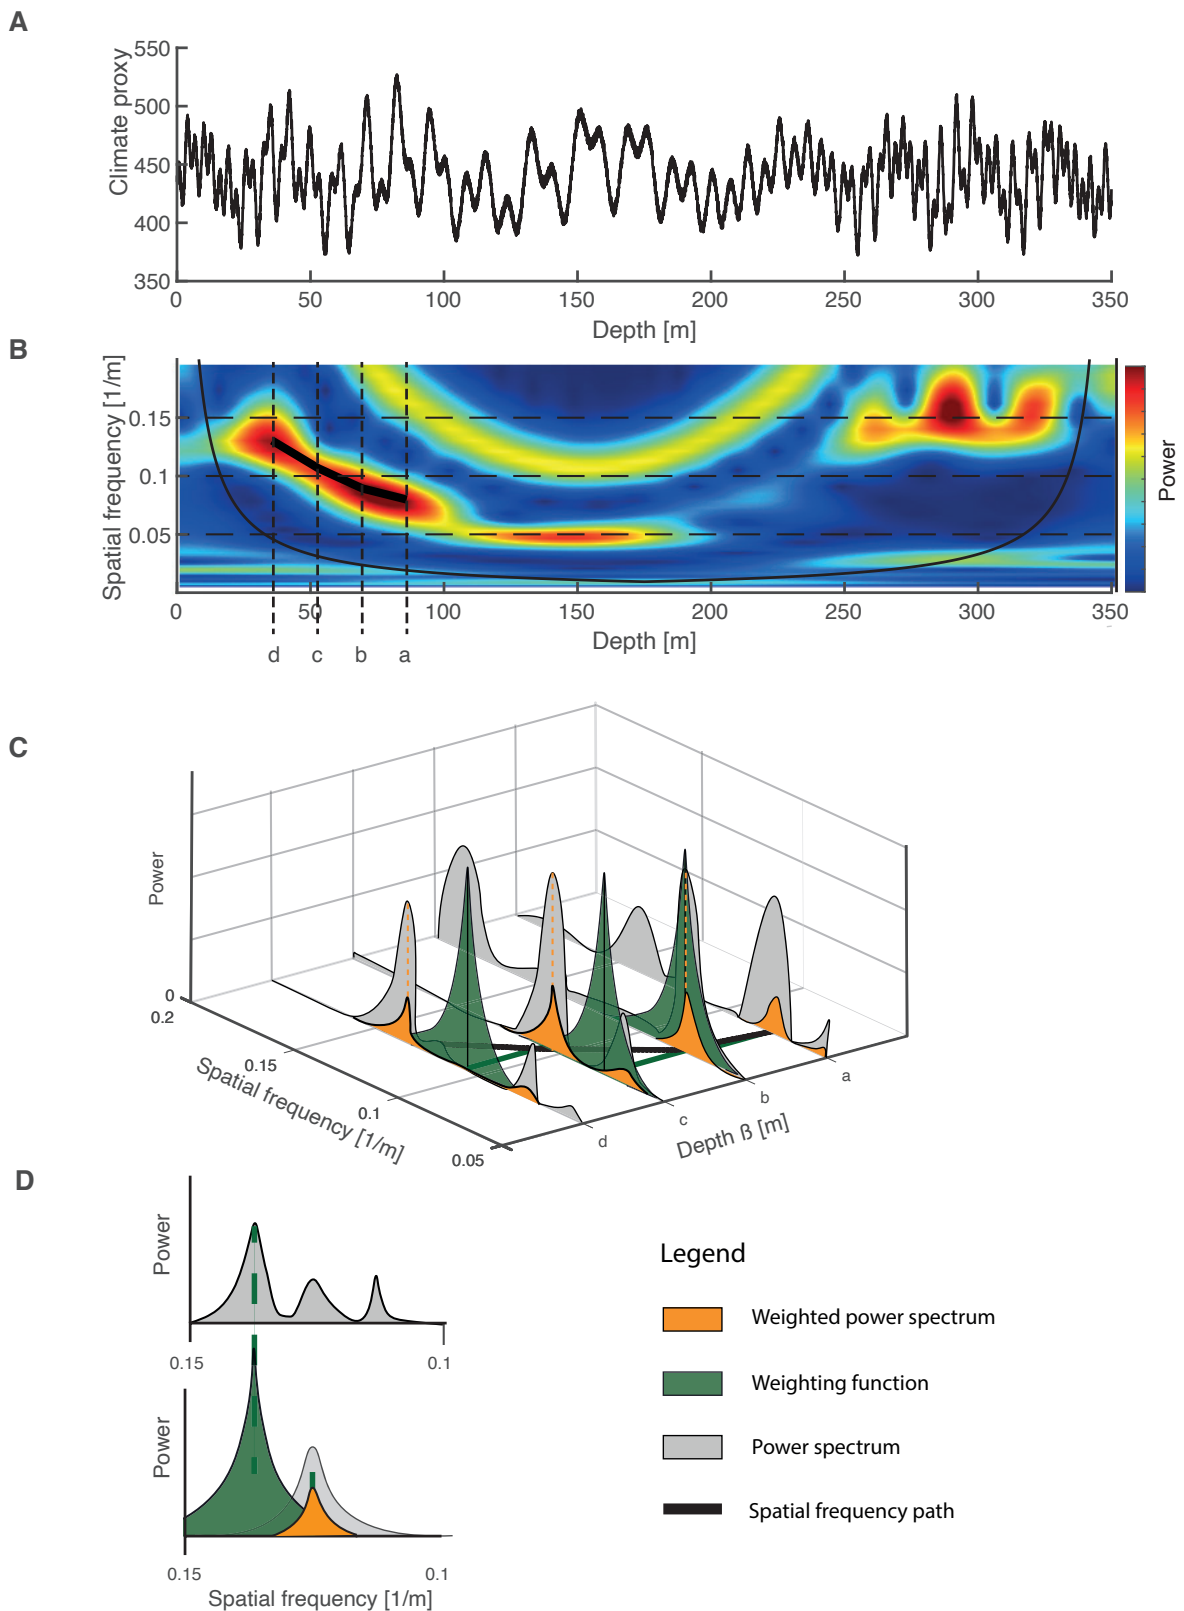 A
Climate proxy
550
500
450
400
350
0 50 100 150 200 250 300 350
Depth [m]
B
Spatial frequency [1/m]
0.15
0.1
0.05
0 50 100 150 200 250 300 350
Depth [m]
d c b a
Power
C
Power
0
0.2
0.15
0.1
0.05
Spatial frequency [1/m]
d
c
b
a
Depth ß [m]
D
Power
0.15 0.1
Power
0.15 0.1
Spatial frequency [1/m]
Legend
Weighted power spectrum
Weighting function
Power spectrum
Spatial frequency path